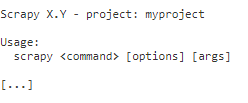 Scrapy X.Y - project: myproject
Usage:
scrapy <command> [options] [args]
[...]